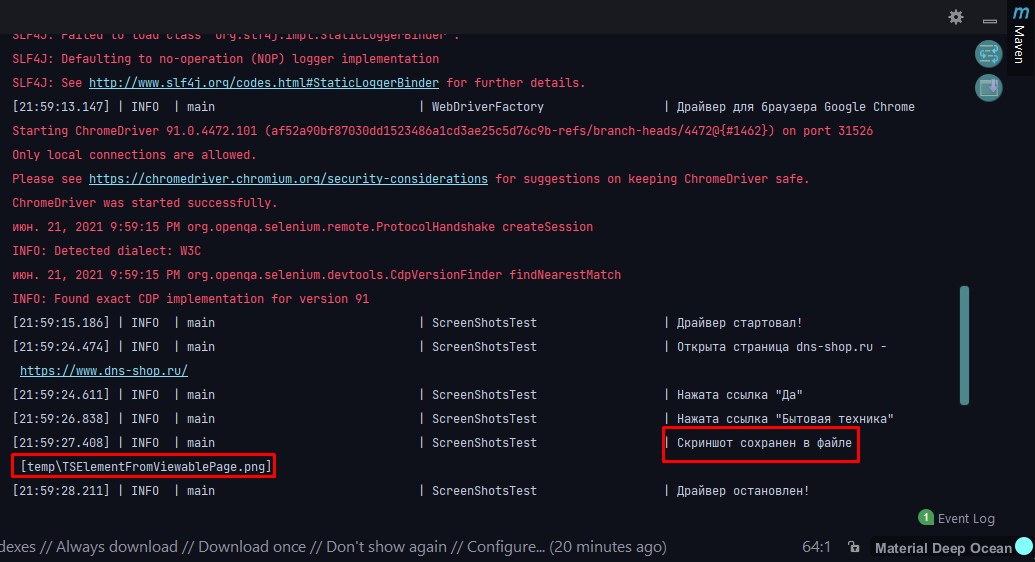 Maven
SLF4J: Failed to load class "org.slf4j.impl.StaticLoggerBinder".
SLF4J: Defaulting to no-operation (NOP) logger implementation
SLF4J: See http://www.slf4j.org/codes.html#StaticLoggerBinder for further details.
[21:59:13.147] | INFO | main | WebDriverFactory | Драйвер для браузера Google Chrome
Starting ChromeDriver 91.0.4472.101 (af52a90bf87030dd1523486a1cd3ae25c5d76c9b-refs/branch-heads/4472@{#1462}) on port 31526
Only local connections are allowed.
Please see https://chromedriver.chromium.org/security-considerations for suggestions on keeping ChromeDriver safe.
ChromeDriver was started successfully.
июн. 21, 2021 9:59:15 PM org.openqa.selenium.remote.ProtocolHandshake createSession
INFO: Detected dialect: W3C
июн. 21, 2021 9:59:15 PM org.openqa.selenium.devtools.CdpVersionFinder findNearestMatch
INFO: Found exact CDP implementation for version 91
[21:59:15.186] | INFO | main | ScreenShotsTest | Драйвер стартовал!
[21:59:24.474] | INFO | main | ScreenShotsTest | Открыта страница dns-shop.ru -
https://www.dns-shop.ru/
[21:59:24.611] | INFO | main | ScreenShotsTest | Нажата ссылка "Да"
[21:59:26.838] | INFO | main | ScreenShotsTest | Нажата ссылка "Бытовая техника"
[21:59:27.408] | INFO | main | ScreenShotsTest | Скриншот сохранен в файле
[temp\TSElementFromViewablePage.png]
[21:59:28.211] | INFO | main | ScreenShotsTest | Драйвер остановлен!
1 Event Log
dexes // Always download // Download once // Don't show again // Configure... (20 minutes ago) 64:1 Material Deep Ocean